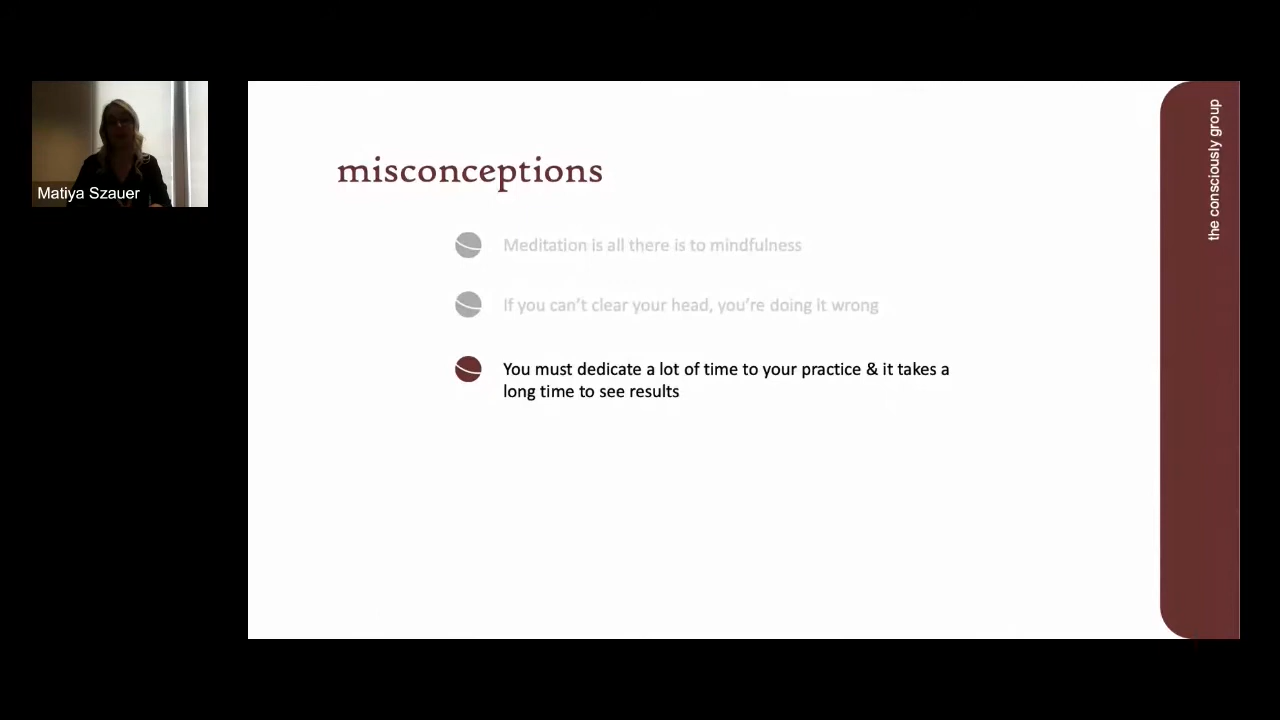 Matiya Szauer
misconceptions
Meditation is all there is to mindfulness
If you can't clear your head, you're doing it wrong
You must dedicate a lot of time to your practice & it takes a
long time to see results
the consciously group